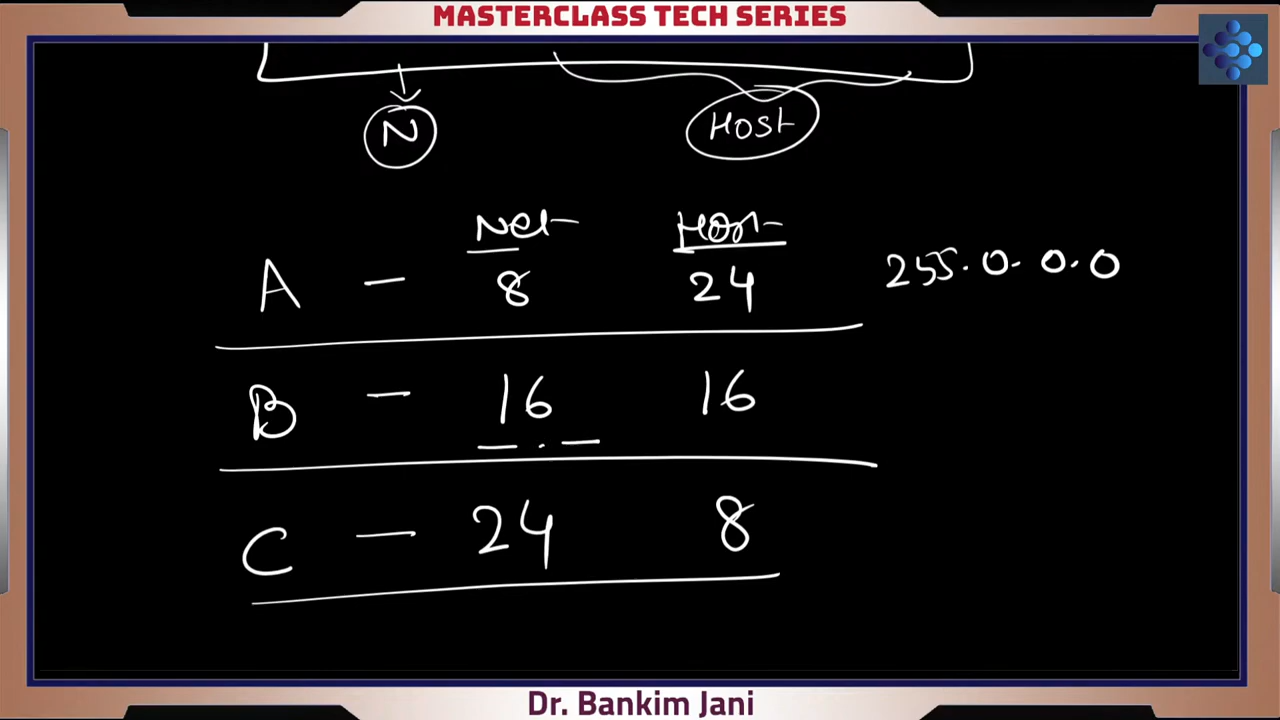 MASTERCLASS TECH SERIES
N Host
Net Host
A - 8 24 255.0.0.0
B - 16 16
C - 24 8
Dr. Bankim Jani